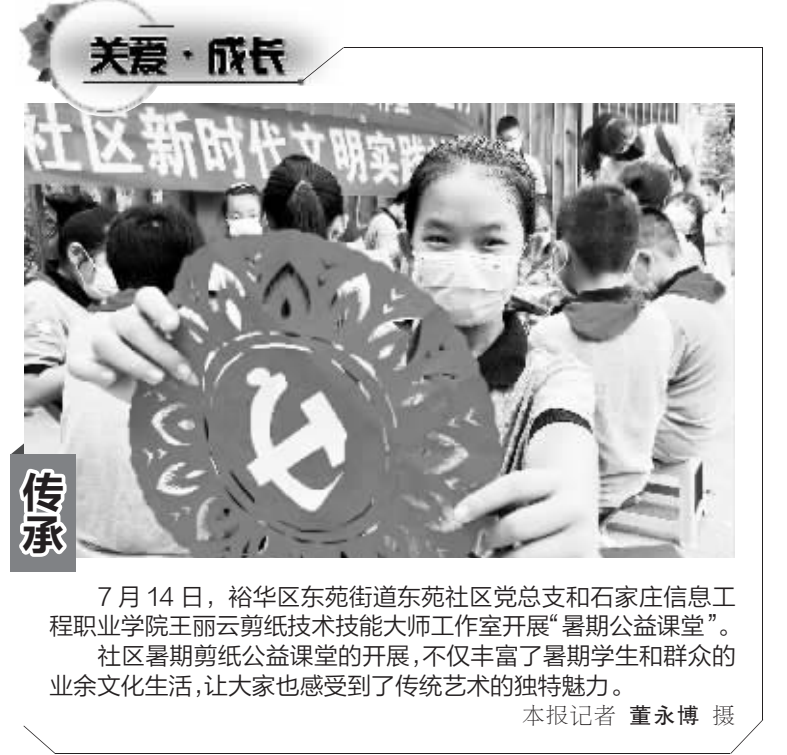 关爱·成长
社区新时代文明实践
传承
7月14日，裕华区东苑街道东苑社区党总支和石家庄信息工
程职业学院王丽云剪纸技术技能大师工作室开展“暑期公益课堂”。
社区暑期剪纸公益课堂的开展,不仅丰富了暑期学生和群众的
业余文化生活,让大家也感受到了传统艺术的独特魅力。
本报记者 董永博 摄